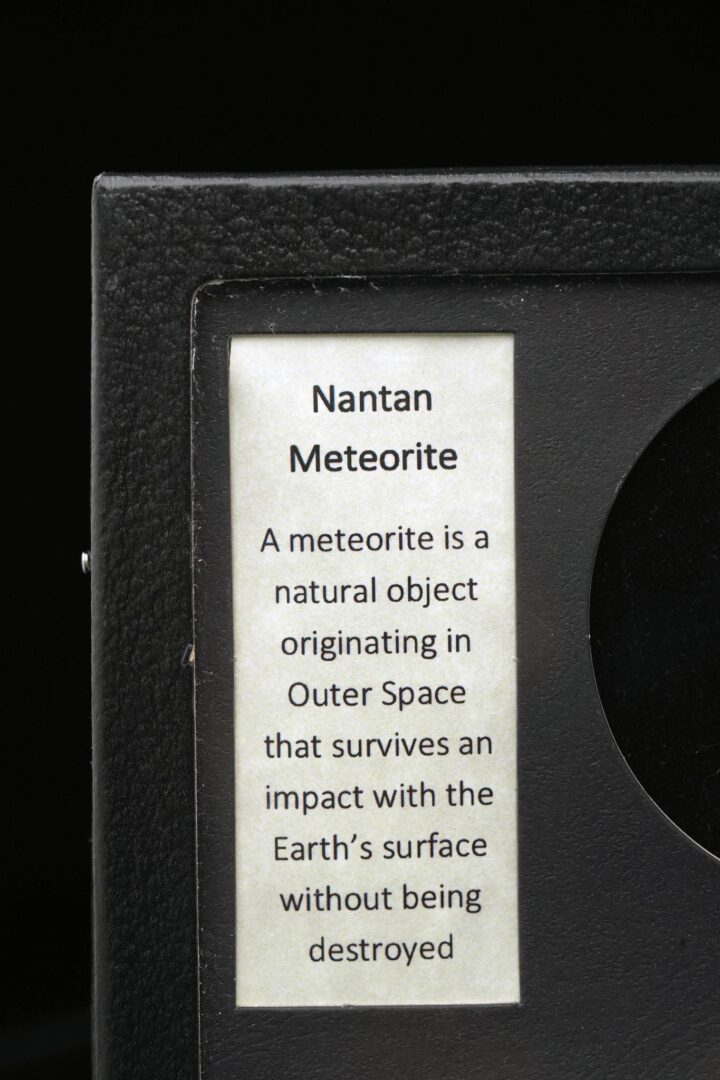 Nantan
Meteorite
A meteorite is a
natural object
originating in
Outer Space
that survives an
impact with the
Earth’s surface
without being
destroyed